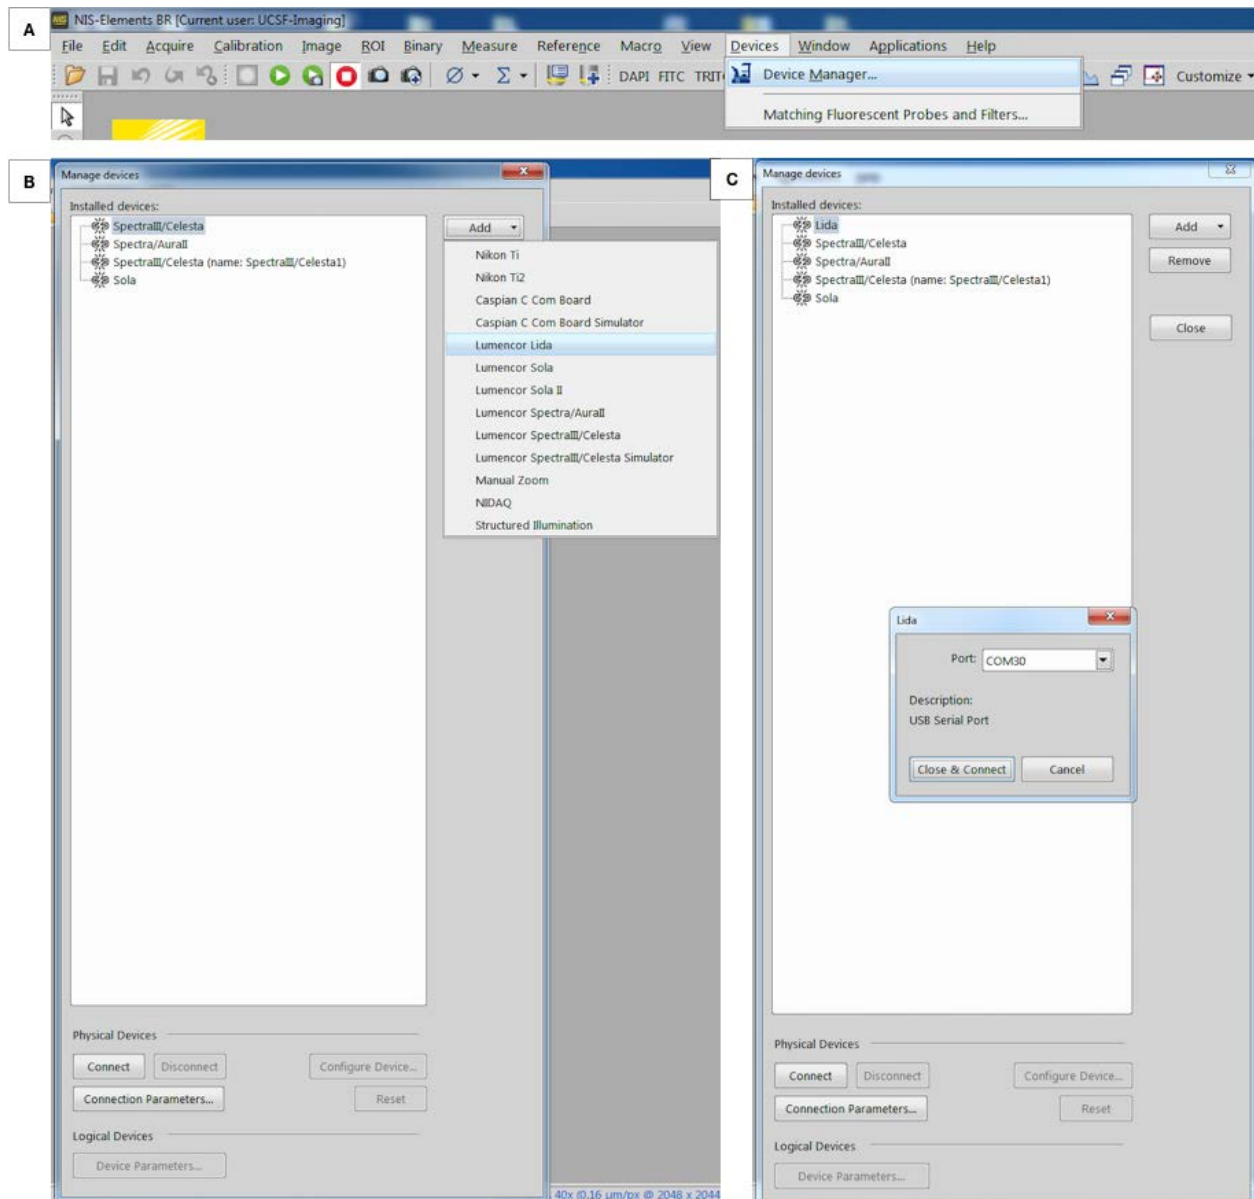 A
NIS-Elements BR [Current user: UCSF-Imaging]
File Edit Acquire Calibration Image ROI Binary Measure Reference Macro View Devices Window Applications Help
DAPI FITC Customize
Device Manager...
Matching Fluorescent Probes and Filters...
B
Manage devices
Installed devices:
SpectraIII/Celesta
Spectra/AuraII
SpectraIII/Celesta (name: SpectraIII/Celesta1)
Sola
Add
Nikon Ti
Nikon Ti2
Caspian C Com Board
Caspian C Com Board Simulator
Lumencor Lida
Lumencor Sola
Lumencor Sola II
Lumencor Spectra/AuraII
Lumencor SpectraIII/Celesta
Lumencor SpectraIII/Celesta Simulator
Manual Zoom
NIDAQ
Structured Illumination
Physical Devices
Connect Disconnect Configure Device...
Connection Parameters... Reset
Logical Devices
Device Parameters...
40x (0.16 µm/px @ 2048 x 2044
C
Manage devices
Installed devices:
Lida
SpectraIII/Celesta
Spectra/AuraII
SpectraIII/Celesta (name: SpectraIII/Celesta1)
Sola
Add
Remove
Close
Lida
Port: COM30
Description:
USB Serial Port
Close & Connect Cancel
Physical Devices
Connect Disconnect Configure Device...
Connection Parameters... Reset
Logical Devices
Device Parameters...